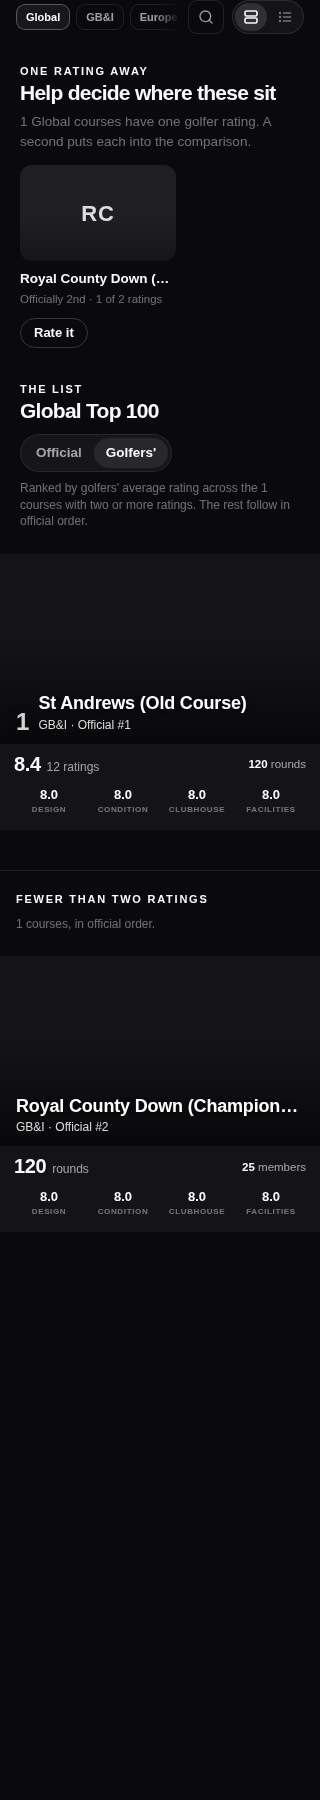 Global GB&I Europe
ONE RATING AWAY
Help decide where these sit
1 Global courses have one golfer rating. A
second puts each into the comparison.
RC
Royal County Down (…
Officially 2nd · 1 of 2 ratings
Rate it
THE LIST
Global Top 100
Official Golfers'
Ranked by golfers' average rating across the 1
courses with two or more ratings. The rest follow in
official order.
1 St Andrews (Old Course)
GB&I · Official #1
8.4 12 ratings 120 rounds
8.0 8.0 8.0 8.0
DESIGN CONDITION CLUBHOUSE FACILITIES
FEWER THAN TWO RATINGS
1 courses, in official order.
Royal County Down (Champion…
GB&I · Official #2
120 rounds 25 members
8.0 8.0 8.0 8.0
DESIGN CONDITION CLUBHOUSE FACILITIES